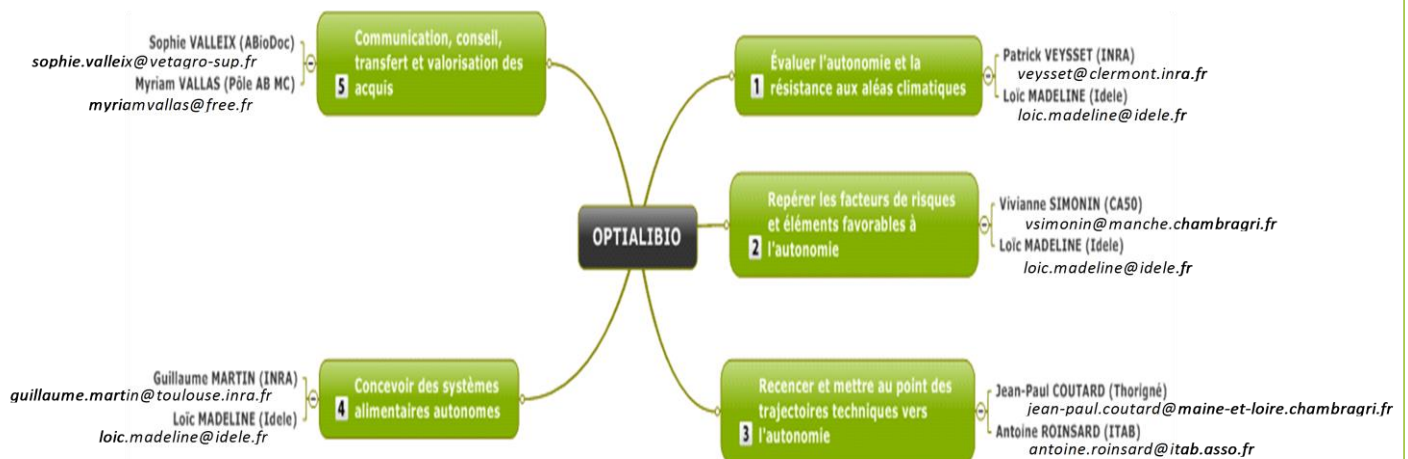 OPTIALIBIO
1
Évaluer l'autonomie et la
résistance aux aléas climatiques
Patrick VEYSSET (INRA)
veysset@clermont.inra.fr
Loïc MADELINE (Idele)
loic.madeline@idele.fr
2
Repérer les facteurs de risques
et éléments favorables à
l'autonomie
Vivianne SIMONIN (CA50)
vsimonin@manche.chambragri.fr
Loïc MADELINE (Idele)
loic.madeline@idele.fr
3
Recencer et mettre au point des
trajectoires techniques vers
l'autonomie
Jean-Paul COUTARD (Thorigné)
jean-paul.coutard@maine-et-loire.chambragri.fr
Antoine ROINSARD (ITAB)
antoine.roinsard@itab.asso.fr
4
Concevoir des systèmes
alimentaires autonomes
Guillaume MARTIN (INRA)
guillaume.martin@toulouse.inra.fr
Loïc MADELINE (Idele)
loic.madeline@idele.fr
5
Communication, conseil,
transfert et valorisation des
acquis
Sophie VALLEIX (ABioDoc)
sophie.valleix@vetagro-sup.fr
Myriam VALLAS (Pôle AB MC)
myriamvallas@free.fr